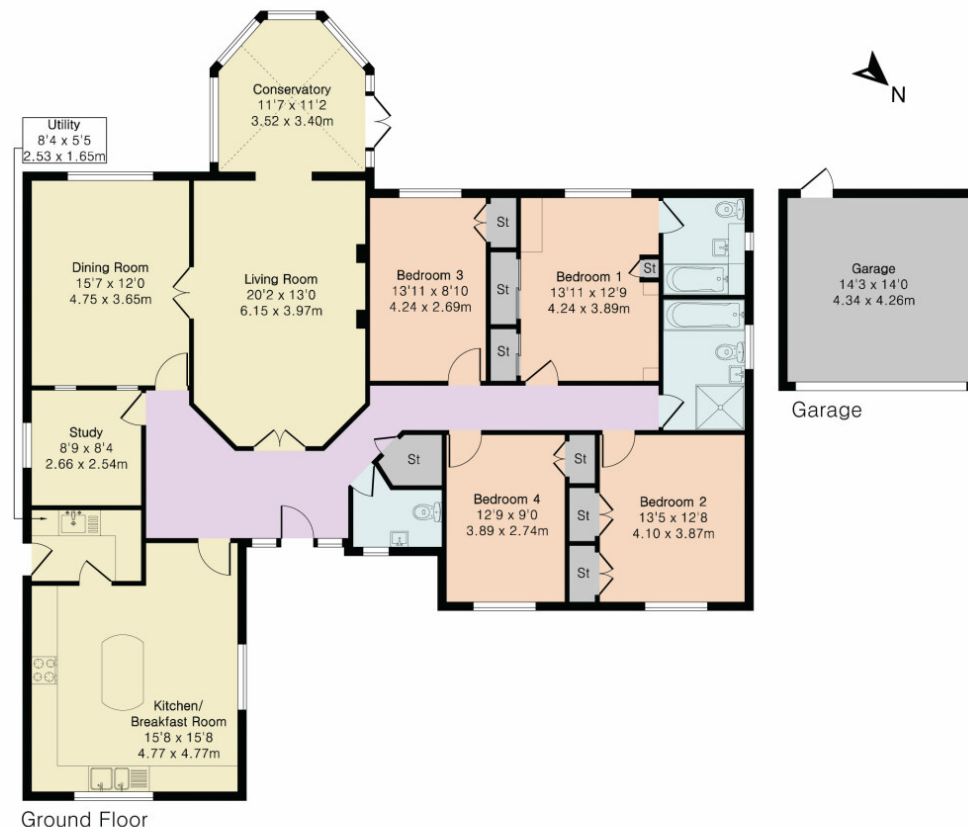 Conservatory
11'7 x 11'2
3.52 x 3.40m
N
Utility
8'4 x 5'5
2.53 x 1.65m
Dining Room
15'7 x 12'0
4.75 x 3.65m
Living Room
20'2 x 13'0
6.15 x 3.97m
Bedroom 3
13'11 x 8'10
4.24 x 2.69m
St
St
St
Bedroom 1
13'11 x 12'9
4.24 x 3.89m
St
Garage
14'3 x 14'0
4.34 x 4.26m
Garage
Study
8'9 x 8'4
2.66 x 2.54m
St
Bedroom 4
12'9 x 9'0
3.89 x 2.74m
St
St
St
Bedroom 2
13'5 x 12'8
4.10 x 3.87m
Kitchen/
Breakfast Room
15'8 x 15'8
4.77 x 4.77m
Ground Floor